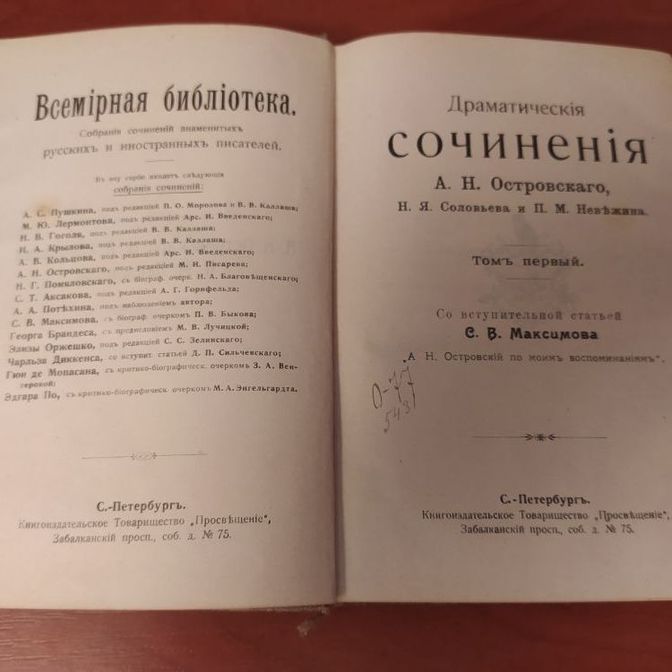 Всемірная библіотека.
Собранія сочиненій знаменитыхъ
русскихъ и иностранныхъ писателей.
Въ эту серію входятъ слѣдующія
собранія сочиненій:
А. С. Пушкина, подъ редакціей П. О. Морозова и В. В. Каллаша;
М. Ю. Лермонтова, подъ редакціей Арс. И. Введенскаго;
Н. В. Гоголя, подъ редакціей В. В. Каллаша;
И. А. Крылова, подъ редакціей В. В. Каллаша;
А. В. Кольцова, подъ редакціей Арс. И. Введенскаго;
А. Н. Островскаго, подъ редакціей М. И. Писарева;
Н. Г. Помяловскаго, съ біограф. очерк. Н. А. Благовѣщенскаго;
С. Т. Аксакова, подъ редакціей А. Г. Горнфельда;
А. А. Потѣхина, подъ наблюденіемъ автора;
С. В. Максимова, съ біограф. очеркомъ П. В. Быкова;
Георга Брандеса, съ предисловіемъ М. В. Лучицкой;
Элизы Оржешко, подъ редакціей С. С. Зелинскаго;
Чарльза Диккенса, со вступит. статьей Д. П. Сильчевскаго;
Гюи де Мопасана, съ критико-біографическ. очеркомъ З. А. Вен-
геровой;
Эдгара По, съ критико-біографическ. очеркомъ М. А. Энгельгардта.
С.-Петербургъ.
Книгоиздательское Товарищество „Просвѣщеніе“,
Забалканскій просп., соб. д. № 75.
Драматическія
сочиненія
А. Н. Островскаго,
Н. Я. Соловьева и П. М. Невѣжина.
Томъ первый.
Со вступительной статьей
С. В. Максимова
„А. Н. Островскій по моимъ воспоминаніямъ“.
О-77
5431
С.-Петербургъ.
Книгоиздательское Товарищество „Просвѣщеніе“,
Забалканскій просп., соб. д. № 75.